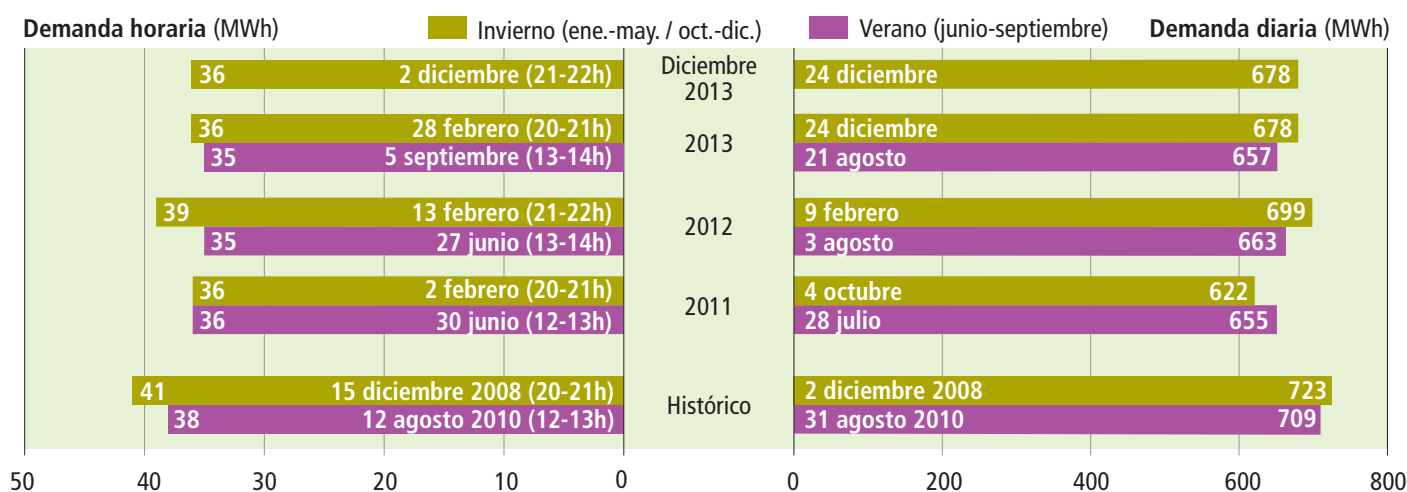 Demanda horaria (MWh) Invierno (ene.-may. / oct.-dic.) Verano (junio-septiembre) Demanda diaria (MWh)
36 2 diciembre (21-22h) Diciembre 2013 24 diciembre 678
36 28 febrero (20-21h) 2013 24 diciembre 678
35 5 septiembre (13-14h) 21 agosto 657
39 13 febrero (21-22h) 2012 9 febrero 699
35 27 junio (13-14h) 3 agosto 663
36 2 febrero (20-21h) 2011 4 octubre 622
36 30 junio (12-13h) 28 julio 655
41 15 diciembre 2008 (20-21h) Histórico 2 diciembre 2008 723
38 12 agosto 2010 (12-13h) 31 agosto 2010 709
50 40 30 20 10 0 0 200 400 600 800